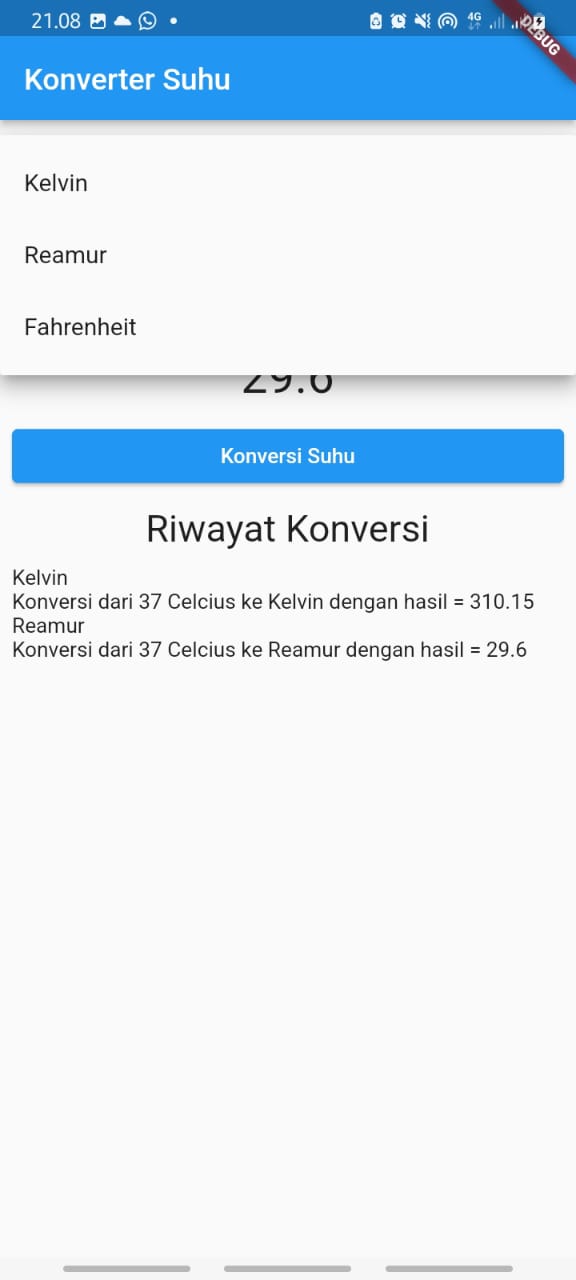 21.08
4G
DEBUG
Konverter Suhu
Kelvin
Reamur
Fahrenheit
29.6
Konversi Suhu
Riwayat Konversi
Kelvin
Konversi dari 37 Celcius ke Kelvin dengan hasil = 310.15
Reamur
Konversi dari 37 Celcius ke Reamur dengan hasil = 29.6